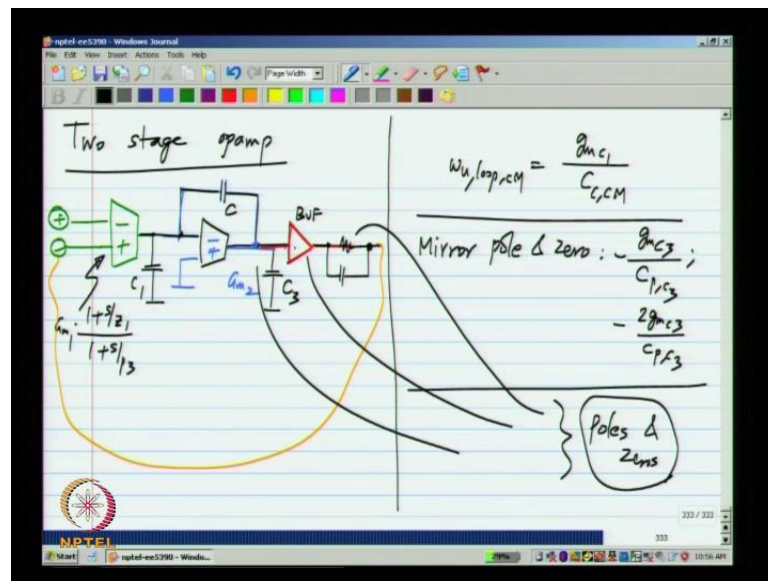 nptel-ee5390 - Windows Journal
File Edit View Insert Actions Tools Help
Page Width
B I
Two stage opamp
ωu,loop,CM = gmc1 / Cc,CM
Mirror pole & zero : - gmc3 / Cp,c3 ;
- 2gmc3 / Cp,c3
Poles & zeros
BUF
C
- +
- +
C1
Gm2
C3
Gm1 · 1+s/z1 / 1+s/p3
333 / 333
333
NPTEL
Start
nptel-ee5390 - Windo...
29%
10:56 AM